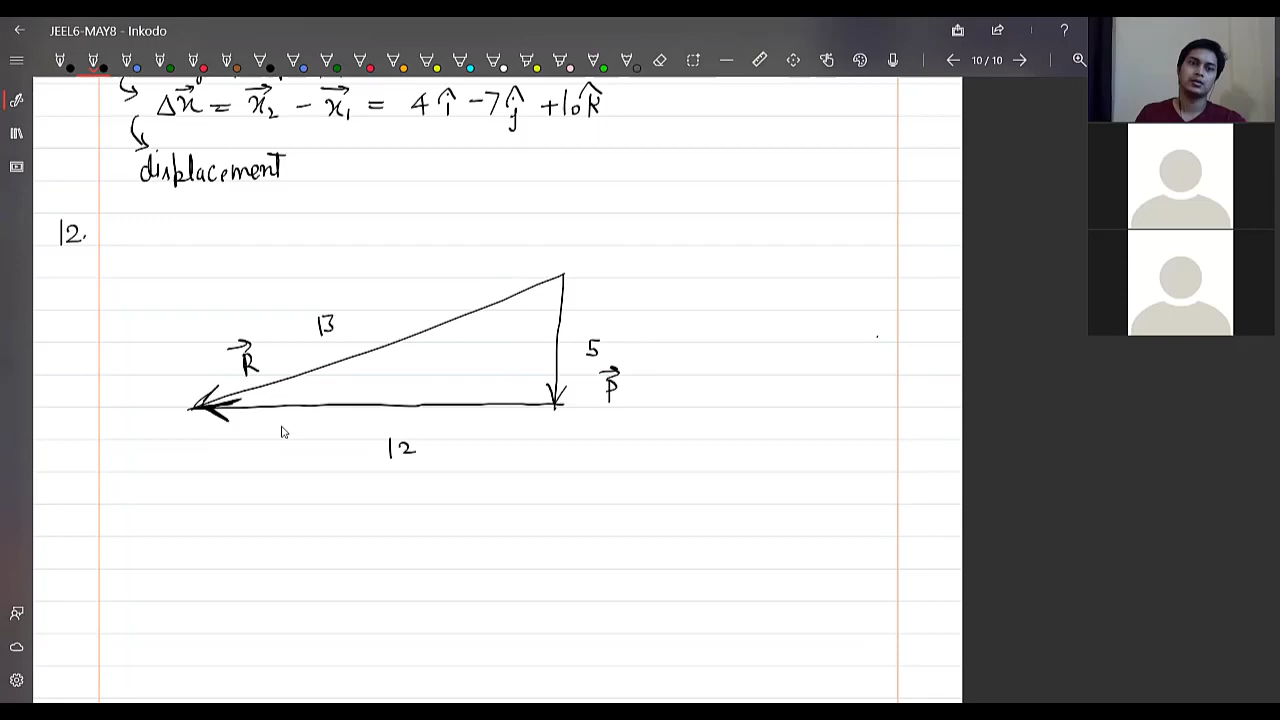 JEEL6-MAY8 - Inkodo
10/10
Δx⃗ = x⃗₂ - x⃗₁ = 4î - 7ĵ + 10k̂
displacement
12.
13
R⃗
5
P⃗
12